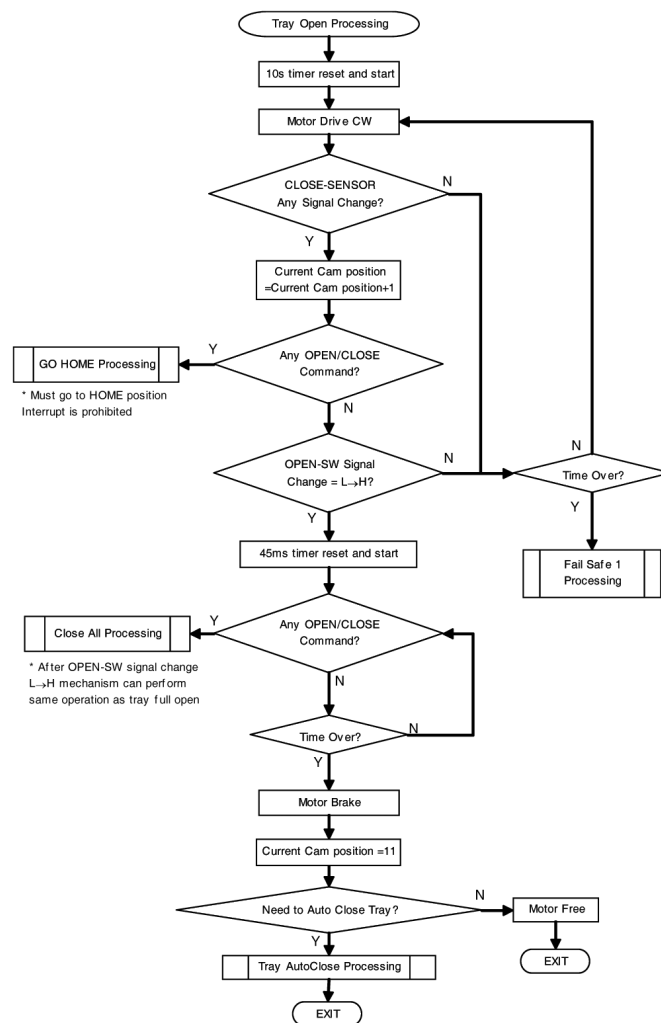 Tray Open Processing
10s timer reset and start
Motor Drive CW
CLOSE-SENSOR
Any Signal Change?
N
Y
Current Cam position
=Current Cam position+1
Any OPEN/CLOSE
Command?
Y
GO HOME Processing
* Must go to HOME position
Interrupt is prohibited
N
OPEN-SW Signal
Change = L→H?
N
Time Over?
N
Y
Fail Safe 1
Processing
Y
45ms timer reset and start
Any OPEN/CLOSE
Command?
Y
Close All Processing
* After OPEN-SW signal change
L→H mechanism can perform
same operation as tray full open
N
Time Over?
N
Y
Motor Brake
Current Cam position =11
Need to Auto Close Tray?
N
Motor Free
EXIT
Y
Tray AutoClose Processing
EXIT